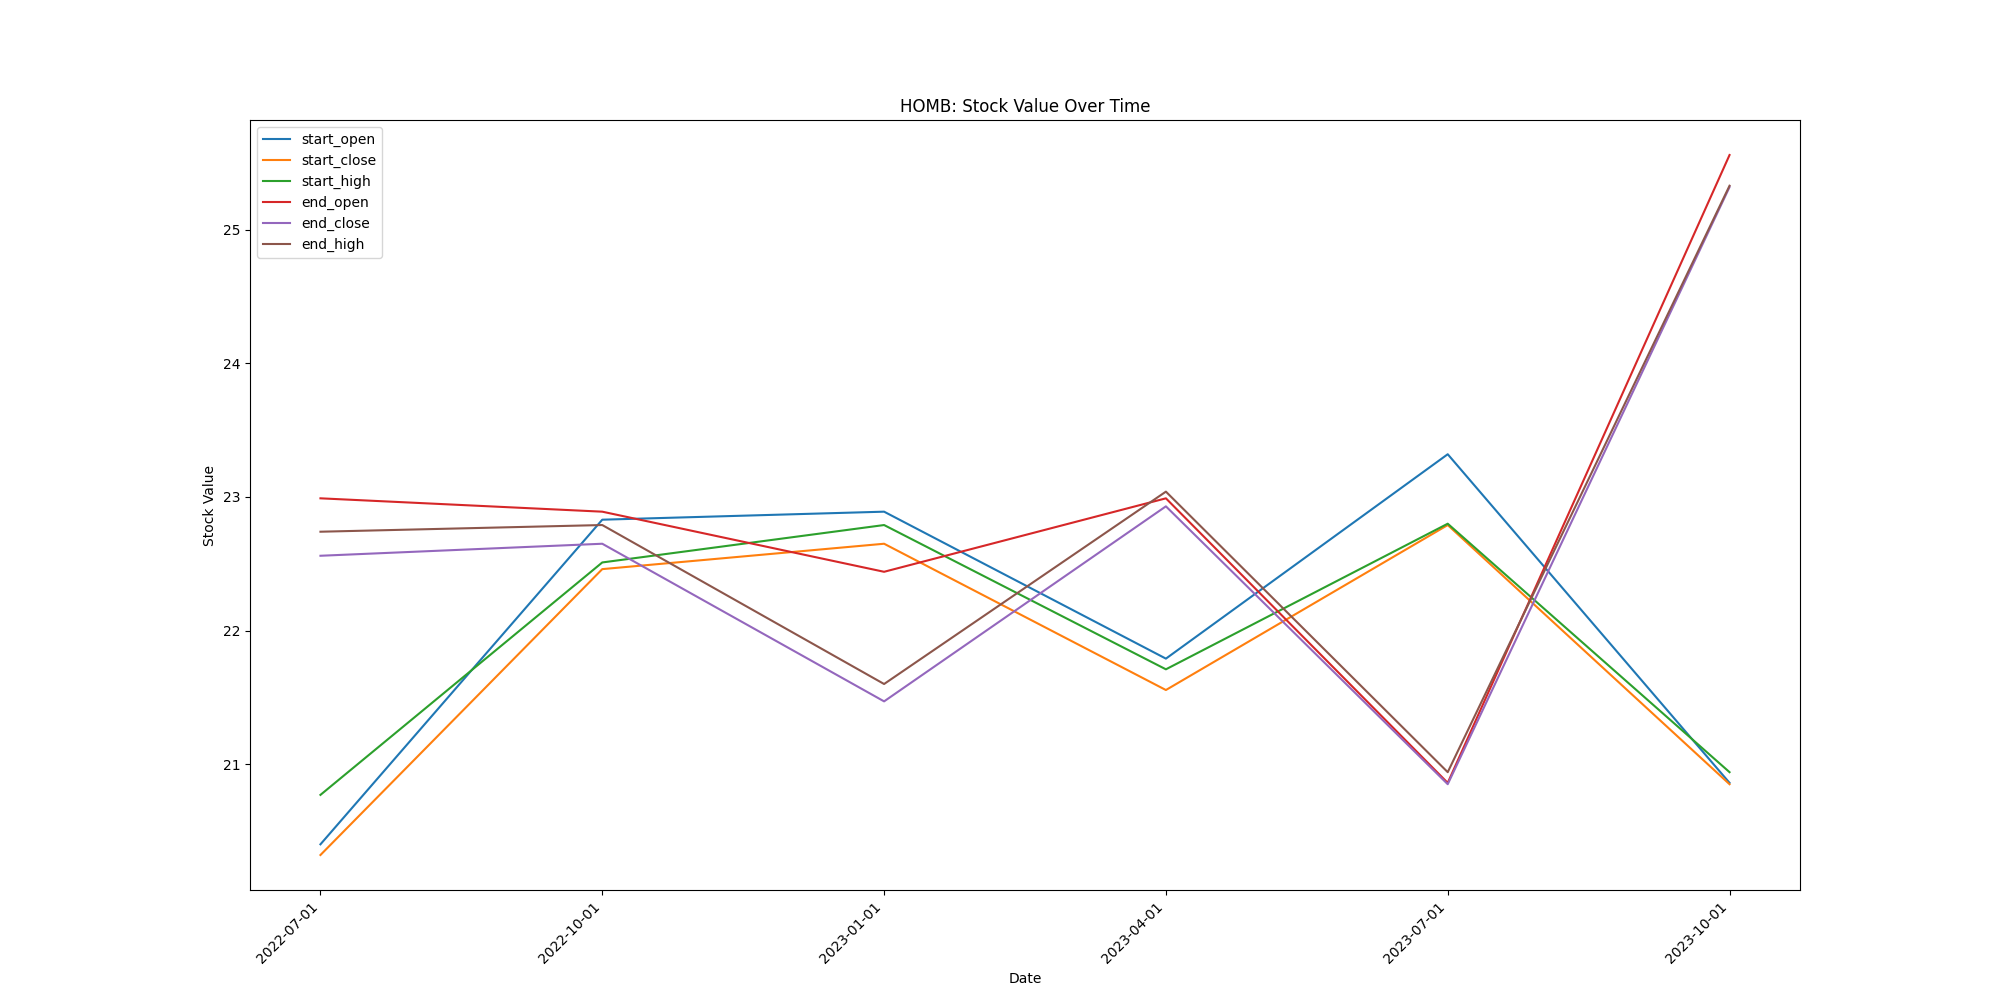 HOMB: Stock Value Over Time
start_open
start_close
start_high
end_open
end_close
end_high
25
24
23
22
21
Stock Value
2022-07-01
2022-10-01
2023-01-01
2023-04-01
2023-07-01
2023-10-01
Date